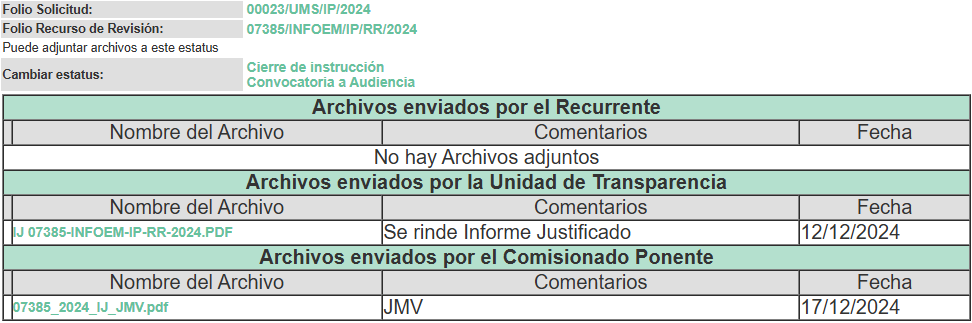 Folio Solicitud: 00023/UMS/IP/2024
Folio Recurso de Revisión: 07385/INFOEM/IP/RR/2024
Puede adjuntar archivos a este estatus
Cambiar estatus: Cierre de instrucción
Convocatoria a Audiencia
Archivos enviados por el Recurrente
Nombre del Archivo Comentarios Fecha
No hay Archivos adjuntos
Archivos enviados por la Unidad de Transparencia
Nombre del Archivo Comentarios Fecha
IJ 07385-INFOEM-IP-RR-2024.PDF Se rinde Informe Justificado 12/12/2024
Archivos enviados por el Comisionado Ponente
Nombre del Archivo Comentarios Fecha
07385_2024_IJ_JMV.pdf JMV 17/12/2024